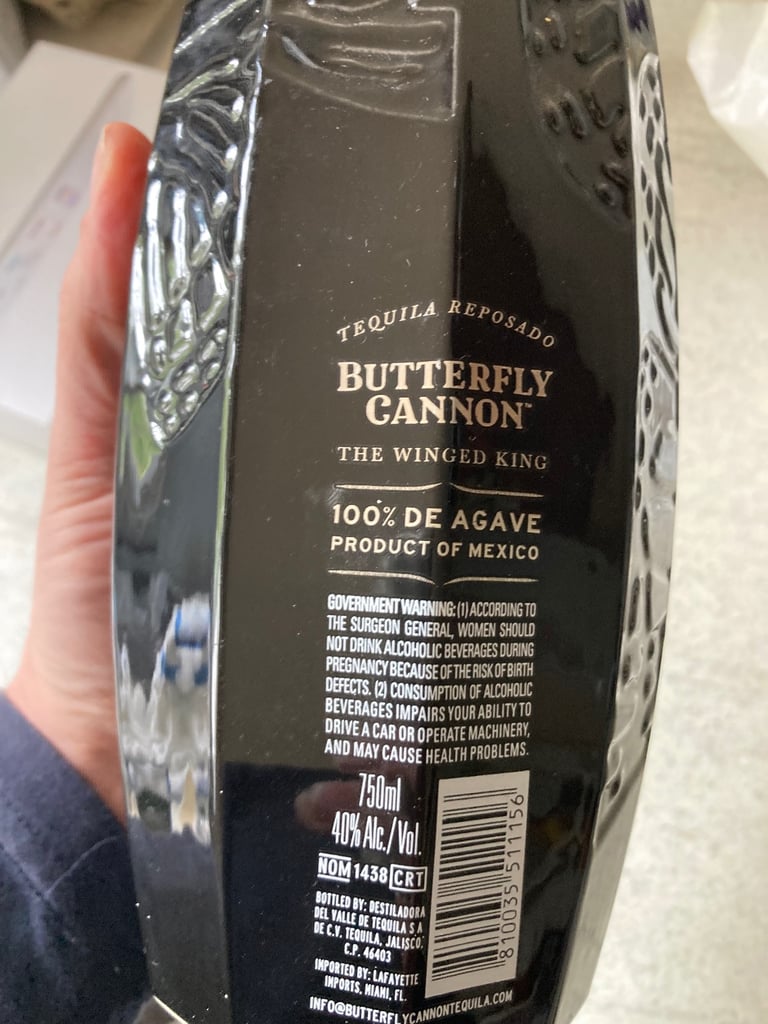 TEQUILA REPOSADO
BUTTERFLY
CANNON™
THE WINGED KING
100% DE AGAVE
PRODUCT OF MEXICO
GOVERNMENT WARNING: (1) ACCORDING TO
THE SURGEON GENERAL, WOMEN SHOULD
NOT DRINK ALCOHOLIC BEVERAGES DURING
PREGNANCY BECAUSE OF THE RISK OF BIRTH
DEFECTS. (2) CONSUMPTION OF ALCOHOLIC
BEVERAGES IMPAIRS YOUR ABILITY TO
DRIVE A CAR OR OPERATE MACHINERY,
AND MAY CAUSE HEALTH PROBLEMS.
750ml
40% Alc./Vol.
NOM 1438 CRT
BOTTLED BY: DESTILADORA
DEL VALLE DE TEQUILA S A
DE C.V. TEQUILA, JALISCO,
C.P. 46403
IMPORTED BY: LAFAYETTE
IMPORTS, MIAMI, FL.
INFO@BUTTERFLYCANNONTEQUILA.COM
810035 511156